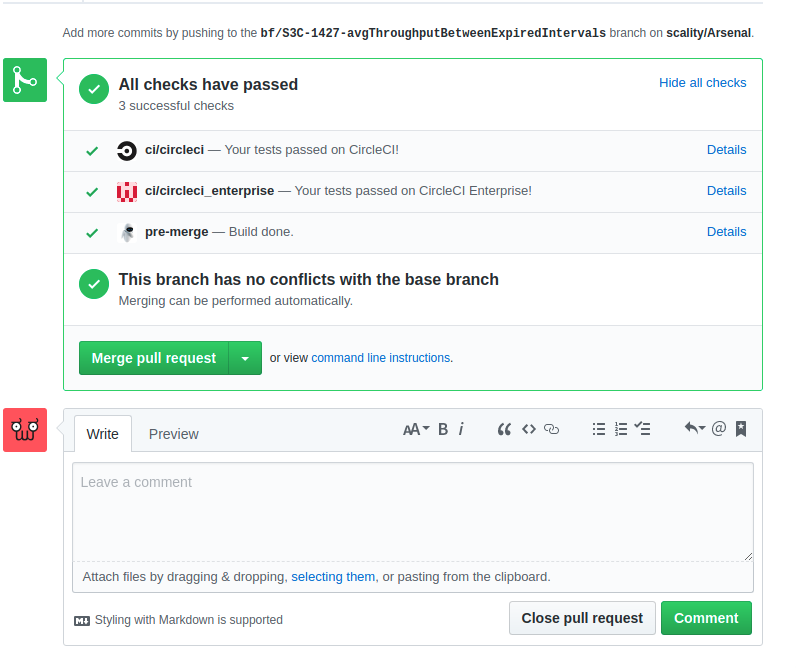 Add more commits by pushing to the bf/S3C-1427-avgThroughputBetweenExpiredIntervals branch on scality/Arsenal.
All checks have passed
Hide all checks
3 successful checks
ci/circleci — Your tests passed on CircleCI!
Details
ci/circleci_enterprise — Your tests passed on CircleCI Enterprise!
Details
pre-merge — Build done.
Details
This branch has no conflicts with the base branch
Merging can be performed automatically.
Merge pull request
or view command line instructions.
Write
Preview
AA B i
Leave a comment
Attach files by dragging & dropping, selecting them, or pasting from the clipboard.
Styling with Markdown is supported
Close pull request
Comment